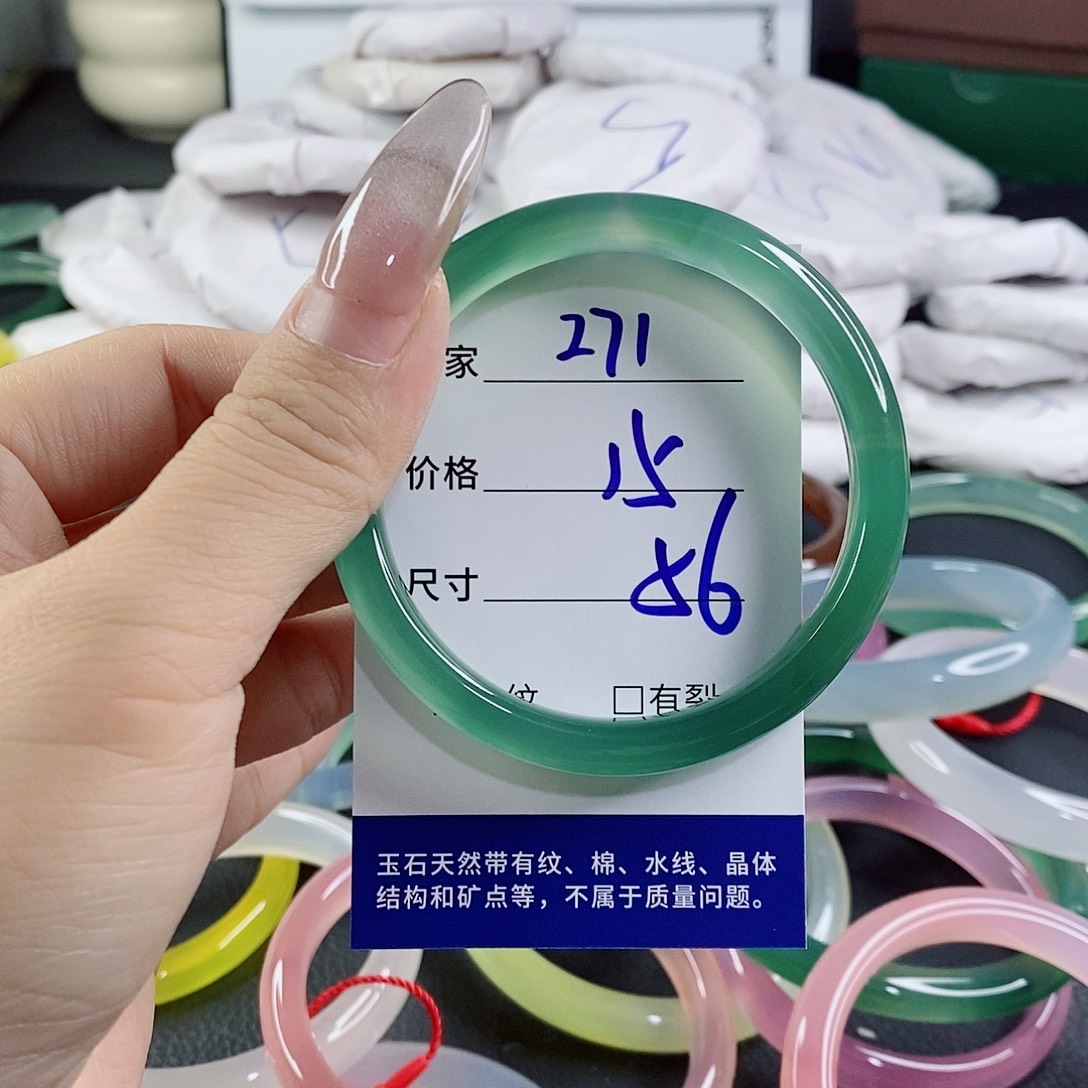 家 271
价格 15
尺寸 56
纹 □有裂
玉石天然带有纹、棉、水线、晶体
结构和矿点等，不属于质量问题。